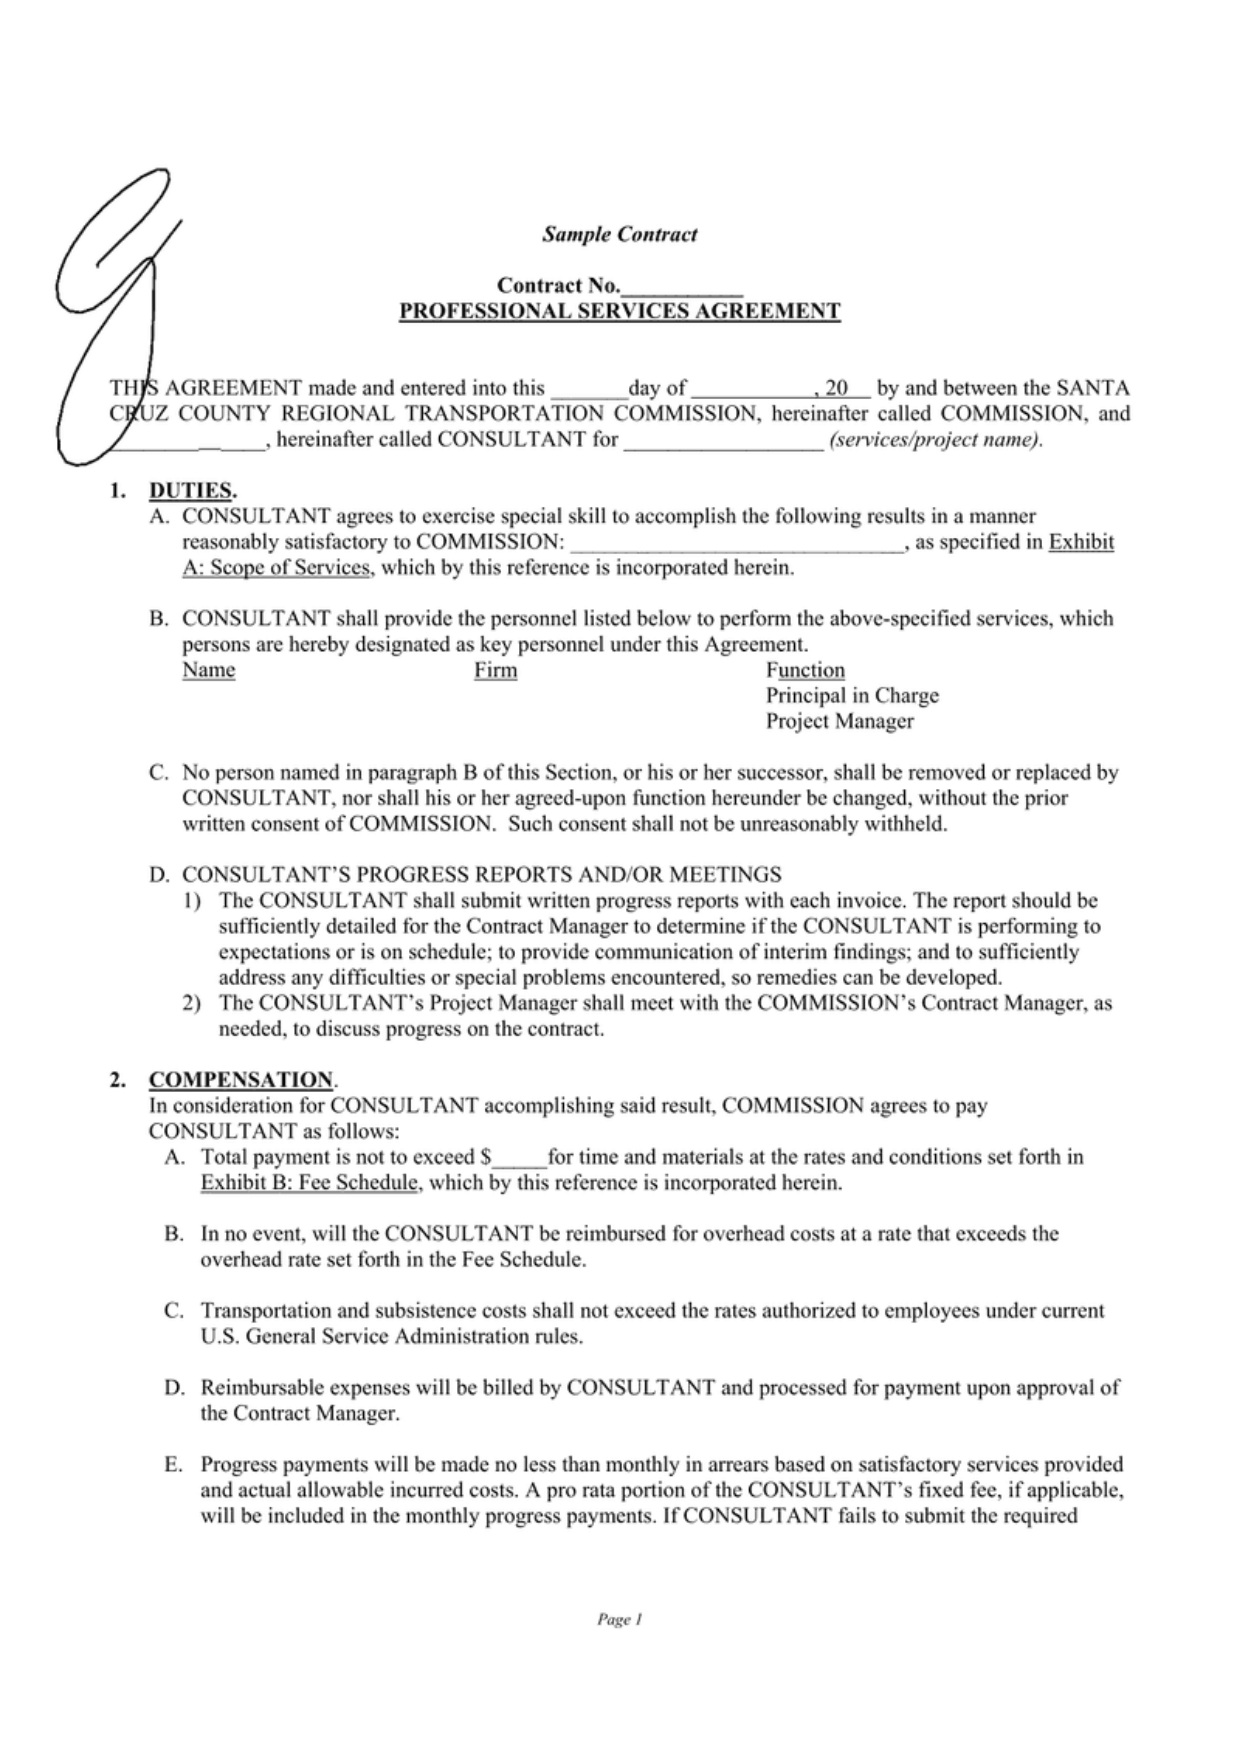 Sample Contract
Contract No.___________
PROFESSIONAL SERVICES AGREEMENT
THIS AGREEMENT made and entered into this _______day of ___________, 20__ by and between the SANTA
CRUZ COUNTY REGIONAL TRANSPORTATION COMMISSION, hereinafter called COMMISSION, and
______________, hereinafter called CONSULTANT for __________________ (services/project name).
1. DUTIES.
A. CONSULTANT agrees to exercise special skill to accomplish the following results in a manner
reasonably satisfactory to COMMISSION: ______________________________, as specified in Exhibit
A: Scope of Services, which by this reference is incorporated herein.
B. CONSULTANT shall provide the personnel listed below to perform the above-specified services, which
persons are hereby designated as key personnel under this Agreement.
Name Firm Function
Principal in Charge
Project Manager
C. No person named in paragraph B of this Section, or his or her successor, shall be removed or replaced by
CONSULTANT, nor shall his or her agreed-upon function hereunder be changed, without the prior
written consent of COMMISSION. Such consent shall not be unreasonably withheld.
D. CONSULTANT'S PROGRESS REPORTS AND/OR MEETINGS
1) The CONSULTANT shall submit written progress reports with each invoice. The report should be
sufficiently detailed for the Contract Manager to determine if the CONSULTANT is performing to
expectations or is on schedule; to provide communication of interim findings; and to sufficiently
address any difficulties or special problems encountered, so remedies can be developed.
2) The CONSULTANT's Project Manager shall meet with the COMMISSION's Contract Manager, as
needed, to discuss progress on the contract.
2. COMPENSATION.
In consideration for CONSULTANT accomplishing said result, COMMISSION agrees to pay
CONSULTANT as follows:
A. Total payment is not to exceed $_____for time and materials at the rates and conditions set forth in
Exhibit B: Fee Schedule, which by this reference is incorporated herein.
B. In no event, will the CONSULTANT be reimbursed for overhead costs at a rate that exceeds the
overhead rate set forth in the Fee Schedule.
C. Transportation and subsistence costs shall not exceed the rates authorized to employees under current
U.S. General Service Administration rules.
D. Reimbursable expenses will be billed by CONSULTANT and processed for payment upon approval of
the Contract Manager.
E. Progress payments will be made no less than monthly in arrears based on satisfactory services provided
and actual allowable incurred costs. A pro rata portion of the CONSULTANT's fixed fee, if applicable,
will be included in the monthly progress payments. If CONSULTANT fails to submit the required
Page 1